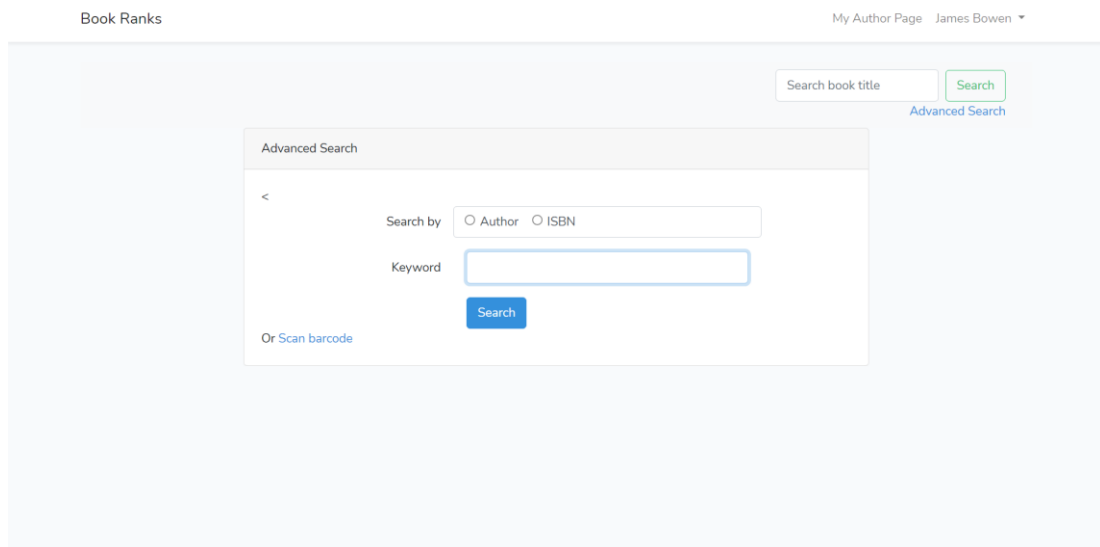 Book Ranks My Author Page James Bowen
Search book title Search
Advanced Search
Advanced Search
<
Search by Author ISBN
Keyword
Search
Or Scan barcode